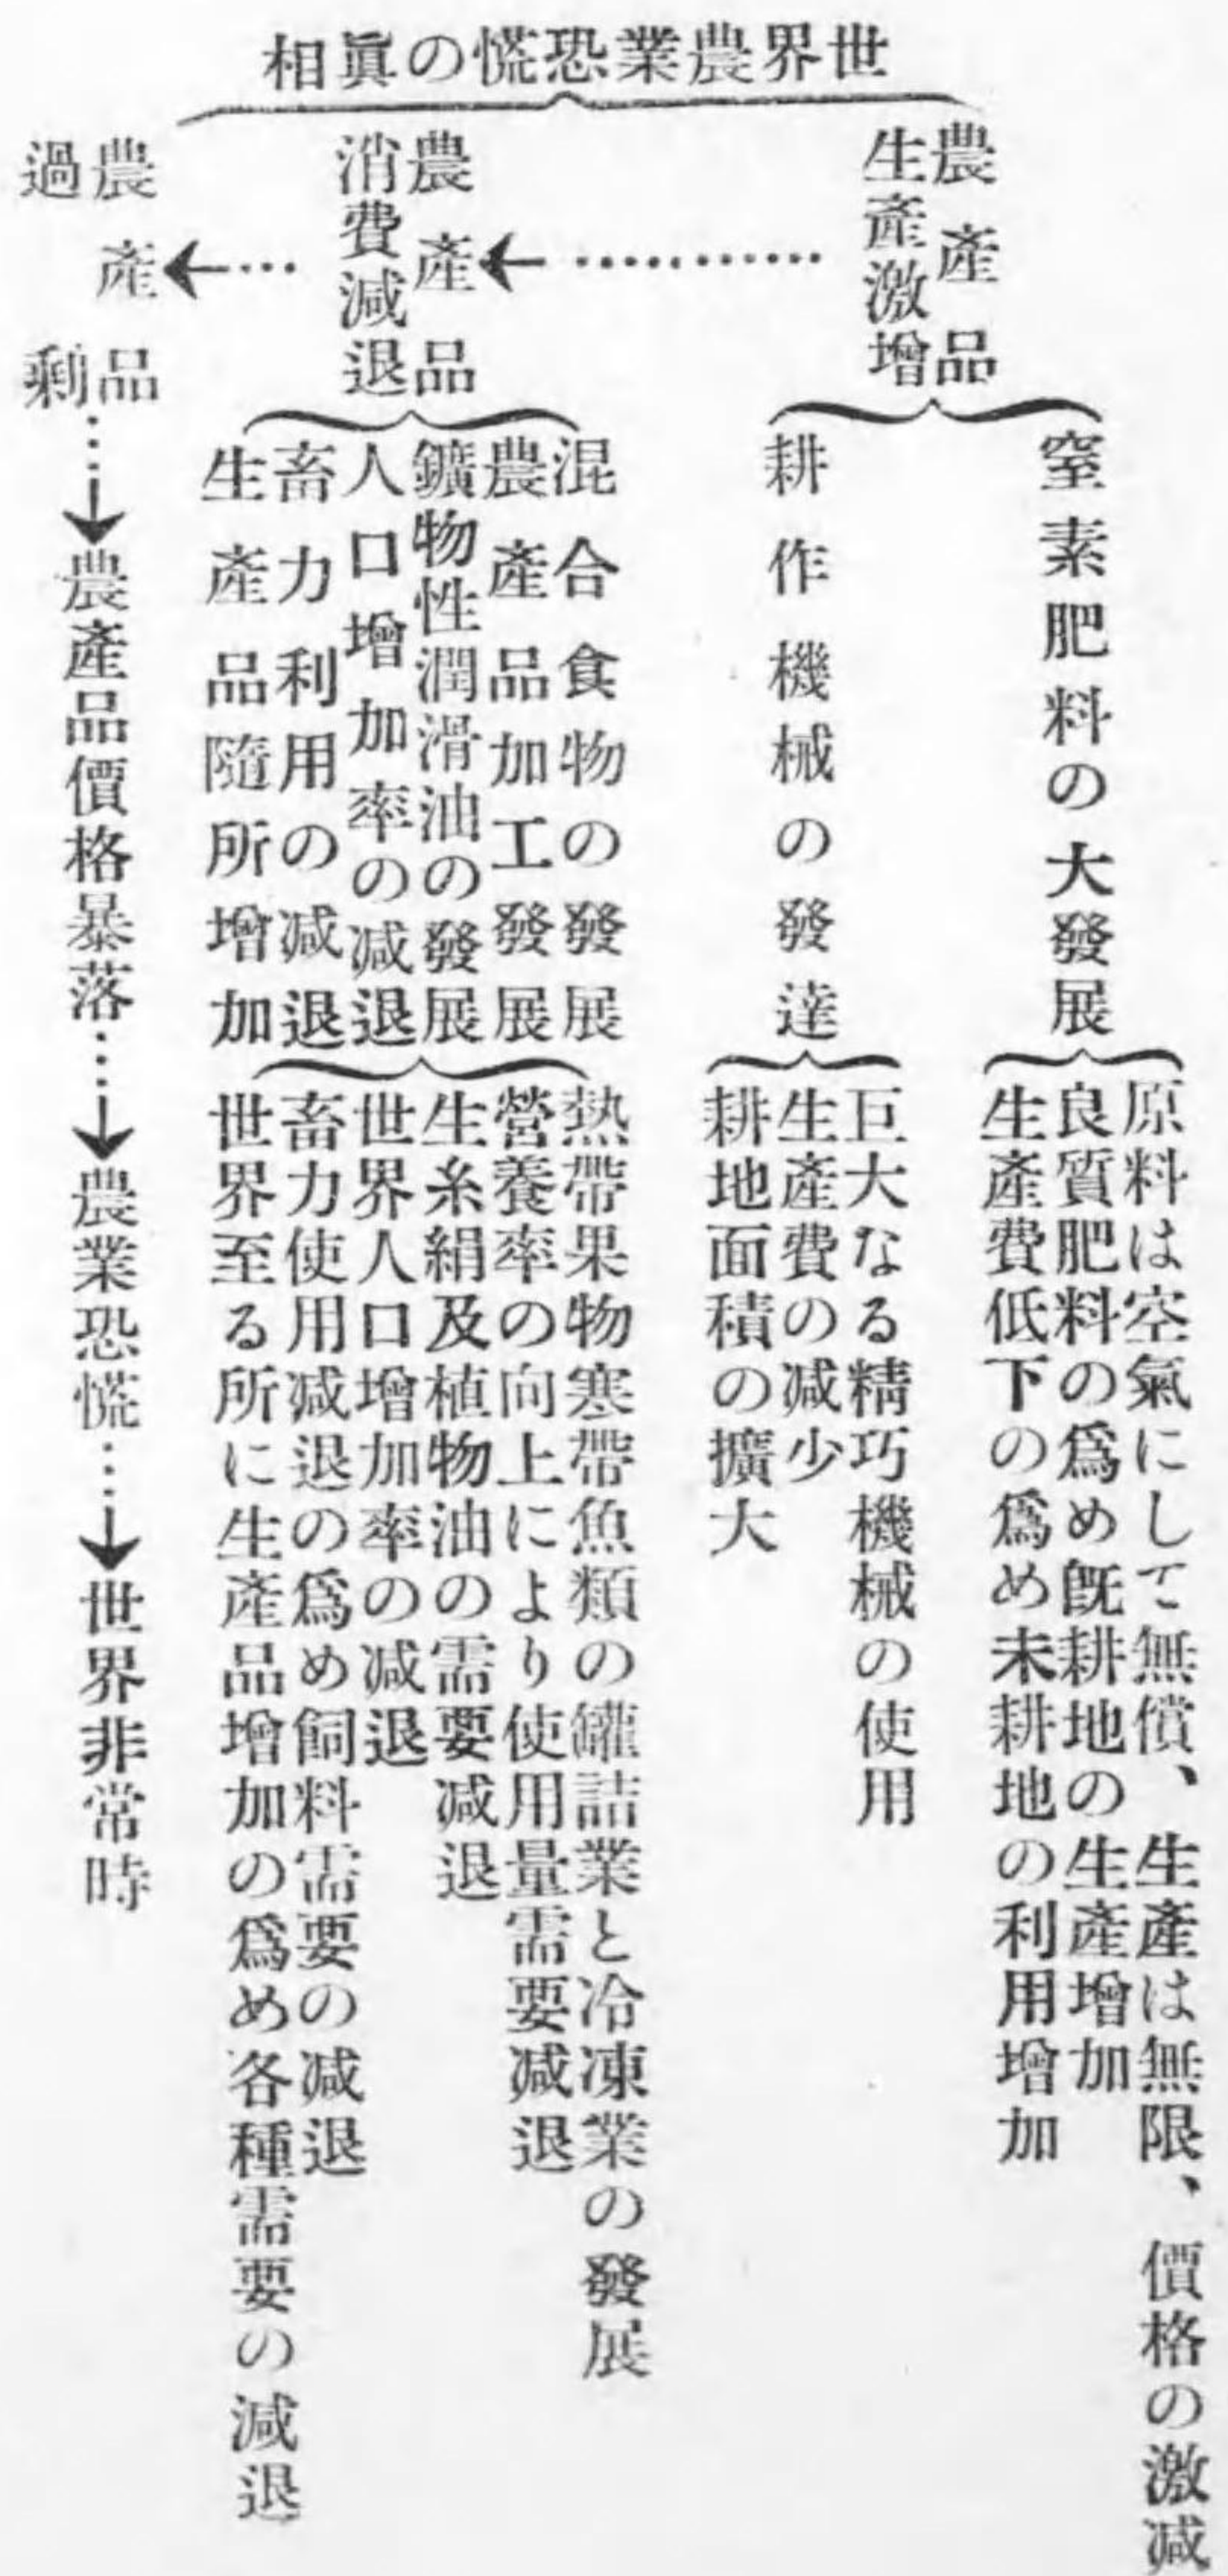 世界農業恐慌の眞相
農產品
生產激增
窒素肥料の大發展
原料は空氣にして無償、生產は無限、價格の激減
良質肥料の爲め既耕地の生產增加
生產費低下の爲め未耕地の利用增加
耕作機械の發達
巨大なる精巧機械の使用
生產費の減少
耕地面積の擴大
農產品
消費減退
混合食物の發展
農產品加工發展
鑛物性潤滑油の發展
人口增加率の減退
畜力利用の減退
生產品隨所增加
熱帶果物寒帶魚類の罐詰業と冷凍業の發展
營養率の向上により使用量需要減退
生糸絹及植物油の需要減退
世界人口增加率の減退
畜力使用減退の爲め飼料需要の減退
世界至る所に生產品增加の爲め各種需要の減退
農產品
過剩
農產品價格暴落
農業恐慌
世界非常時